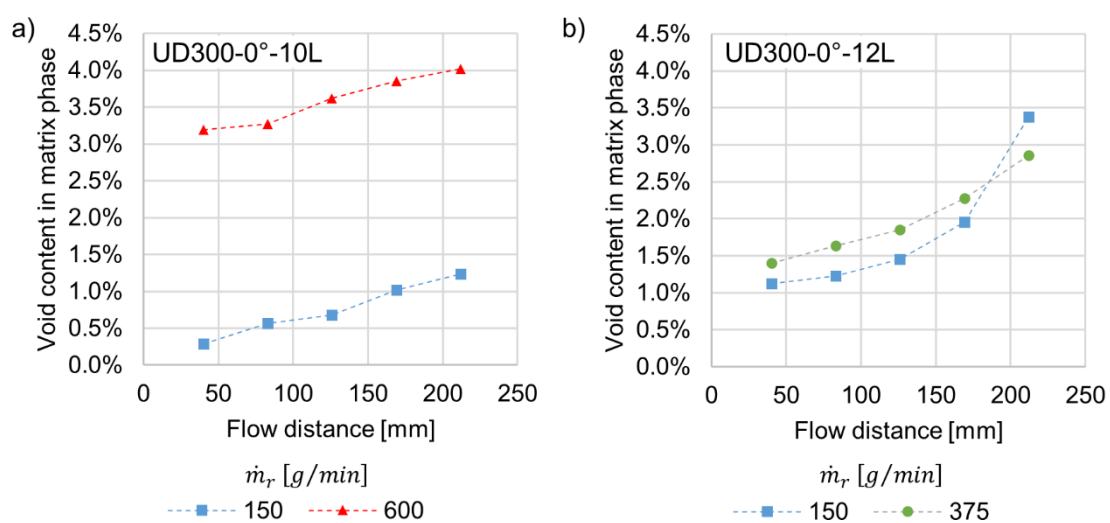 a)
UD300-0°-10L
Void content in matrix phase
4.5%
4.0%
3.5%
3.0%
2.5%
2.0%
1.5%
1.0%
0.5%
0.0%
0 50 100 150 200 250
Flow distance [mm]
ṁr [g/min]
150 600
b)
UD300-0°-12L
Void content in matrix phase
4.5%
4.0%
3.5%
3.0%
2.5%
2.0%
1.5%
1.0%
0.5%
0.0%
0 50 100 150 200 250
Flow distance [mm]
ṁr [g/min]
150 375